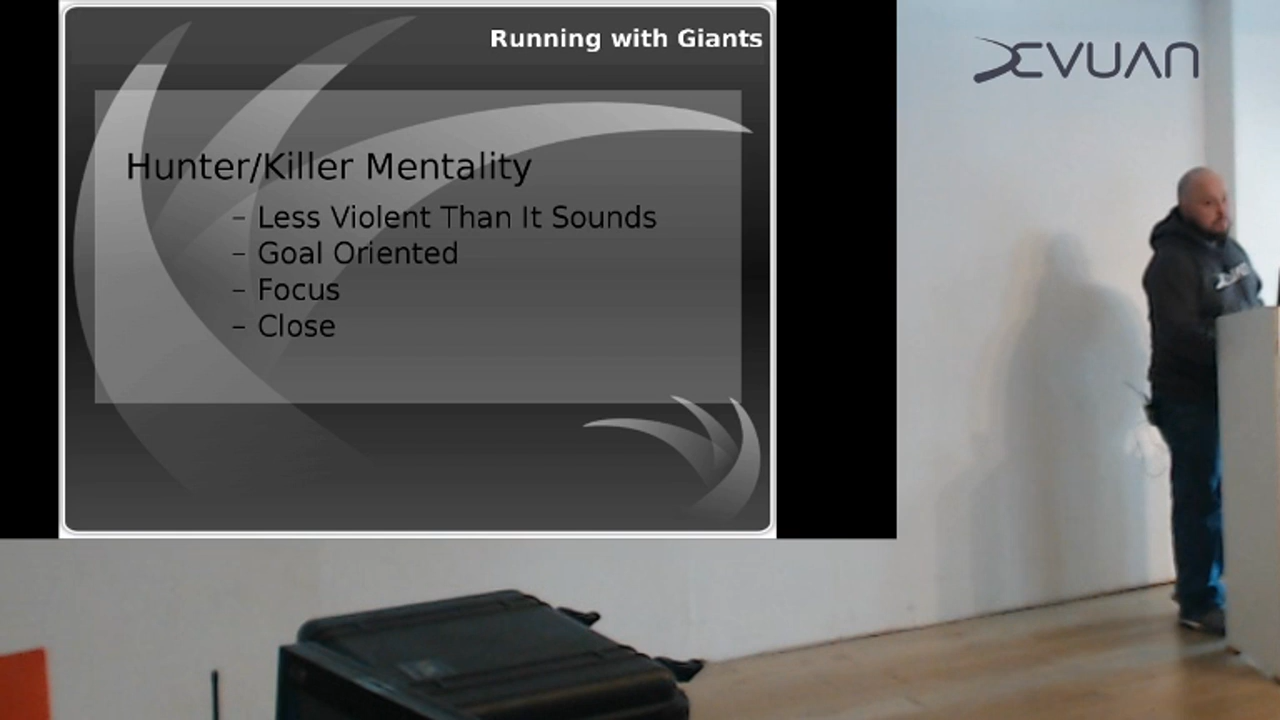 Running with Giants
DEVUAN
Hunter/Killer Mentality
– Less Violent Than It Sounds
– Goal Oriented
– Focus
– Close